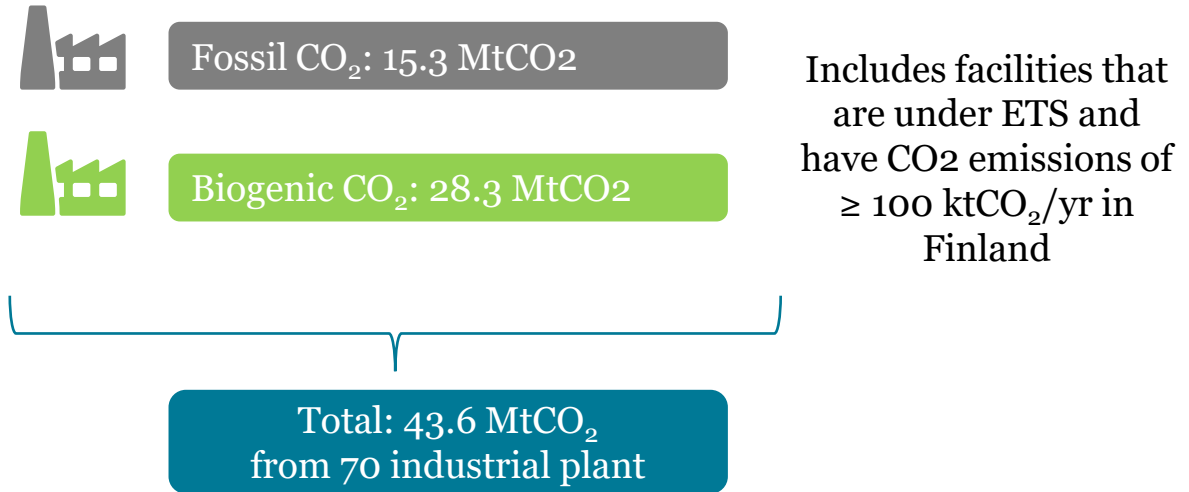 Fossil CO₂: 15.3 MtCO2
Biogenic CO₂: 28.3 MtCO2
Includes facilities that
are under ETS and
have CO2 emissions of
≥ 100 ktCO₂/yr in
Finland
Total: 43.6 MtCO₂
from 70 industrial plant